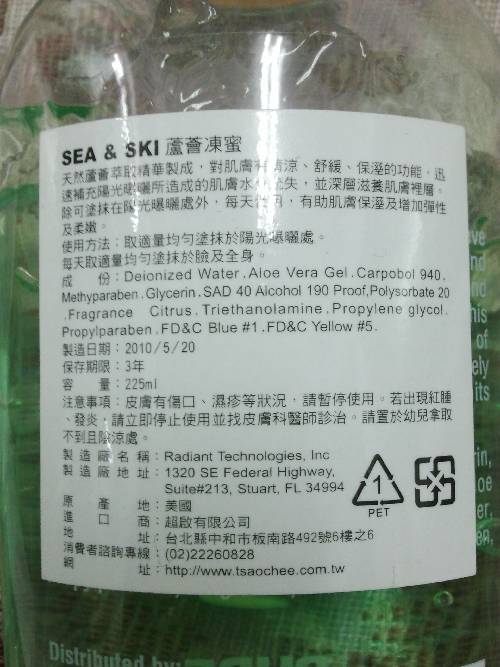 SEA & SKI 蘆薈凍蜜
天然蘆薈萃取精華製成，對肌膚有清涼、舒緩、保溼的功能，迅
速補充陽光曝曬所造成的肌膚水份流失，並深層滋養肌膚裡層。
除可塗抹在陽光曝曬處外，每天使用，有助肌膚保溼及增加彈性
及柔嫩。
使用方法：取適量均勻塗抹於陽光曝曬處。
每天取適量均勻塗抹於臉及全身。
成 份：Deionized Water．Aloe Vera Gel．Carpobol 940．
Methyparaben．Glycerin．SAD 40 Alcohol 190 Proof,Polysorbate 20
．Fragrance Citrus．Triethanolamine．Propylene glycol．
Propylparaben．FD&C Blue #1．FD&C Yellow #5．
製造日期：2010/5/20
保存期限：3年
容 量：225ml
注意事項：皮膚有傷口、濕疹等狀況，請暫停使用。若出現紅腫
、發炎，請立即停止使用並找皮膚科醫師診治。請置於幼兒拿取
不到且陰涼處。
製造廠名稱：Radiant Technologies, Inc
製造廠地址：1320 SE Federal Highway,
Suite#213, Stuart, FL 34994
原產地：美國
進口商：超啟有限公司
地址：台北縣中和市板南路492號6樓之6
消費者諮詢專線：(02)22260828
網址：http://www.tsaochee.com.tw
1
PET
Distributed by: